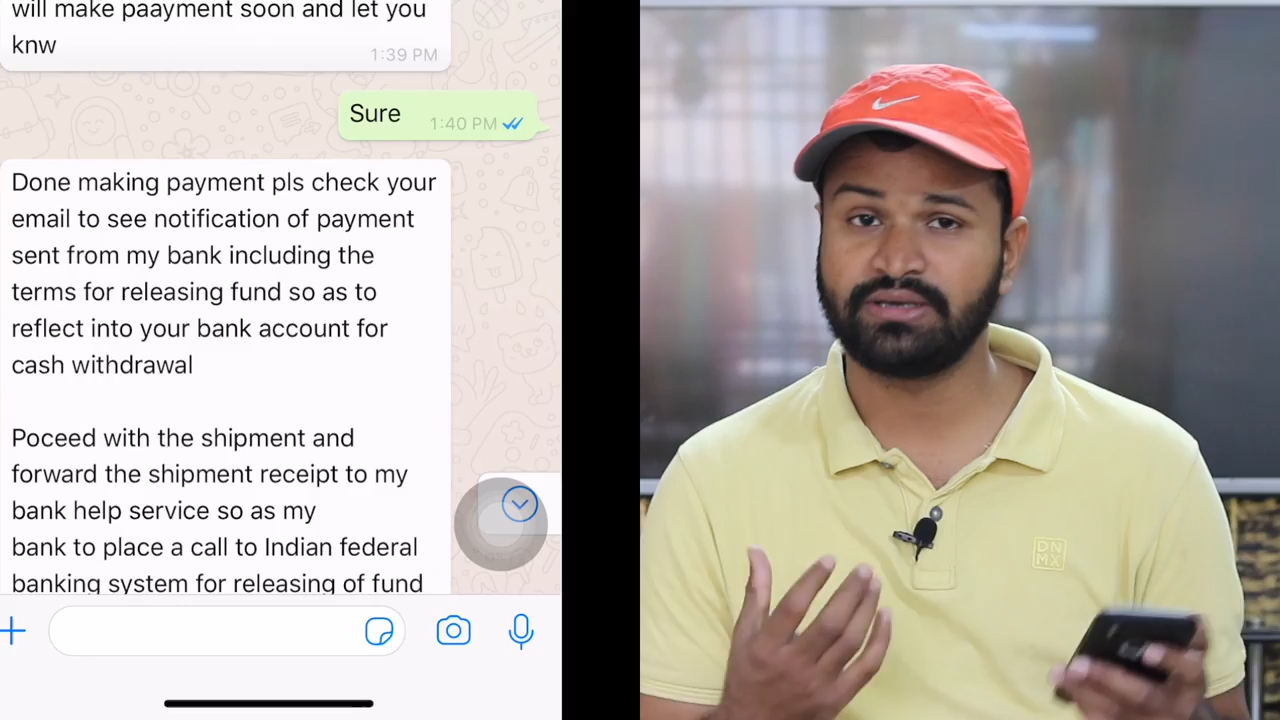 will make paayment soon and let you
knw
1:39 PM
Sure
1:40 PM
Done making payment pls check your
email to see notification of payment
sent from my bank including the
terms for releasing fund so as to
reflect into your bank account for
cash withdrawal
Poceed with the shipment and
forward the shipment receipt to my
bank help service so as my
bank to place a call to Indian federal
banking system for releasing of fund
DN
MX